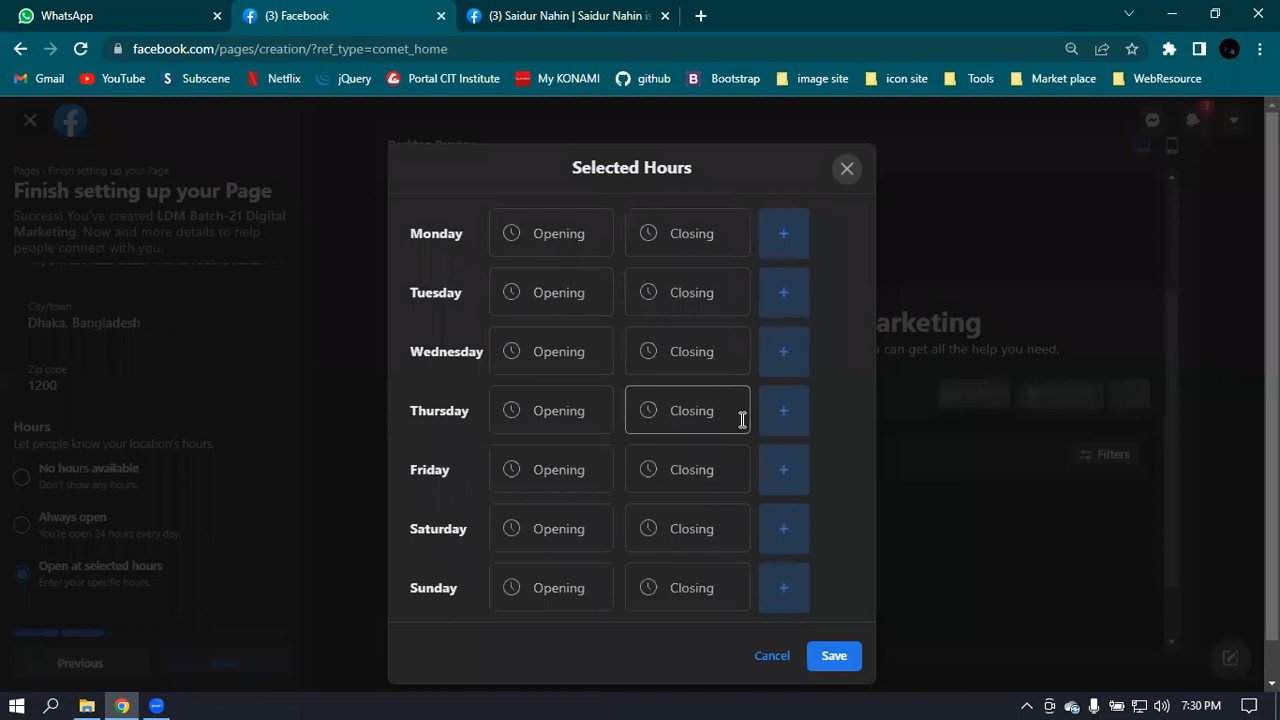 WhatsApp
(3) Facebook
(3) Saidur Nahin | Saidur Nahin is
facebook.com/pages/creation/?ref_type=comet_home
Gmail
YouTube
Subscene
Netflix
jQuery
Portal CIT Institute
My KONAMI
github
Bootstrap
image site
icon site
Tools
Market place
WebResource
3
Pages · Finish setting up your Page
Finish setting up your Page
Success! You've created LDM Batch-21 Digital
Marketing. Now add more details to help
people connect with you.
City/town
Dhaka, Bangladesh
Zip code
1200
Hours
Let people know your location's hours.
No hours available
Don't show any hours.
Always open
You're open 24 hours every day.
Open at selected hours
Enter your specific hours.
Previous
Desktop Preview
Selected Hours
Monday Opening Closing +
Tuesday Opening Closing +
Wednesday Opening Closing +
Thursday Opening Closing +
Friday Opening Closing +
Saturday Opening Closing +
Sunday Opening Closing +
Cancel Save
arketing
u can get all the help you need.
Filters
7:30 PM